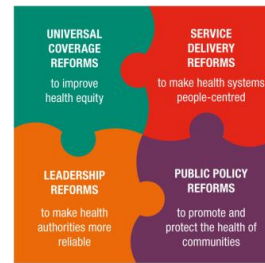 UNIVERSAL
COVERAGE
REFORMS
to improve
health equity
SERVICE
DELIVERY
REFORMS
to make health systems
people-centred
LEADERSHIP
REFORMS
to make health
authorities more
reliable
PUBLIC POLICY
REFORMS
to promote and
protect the health of
communities